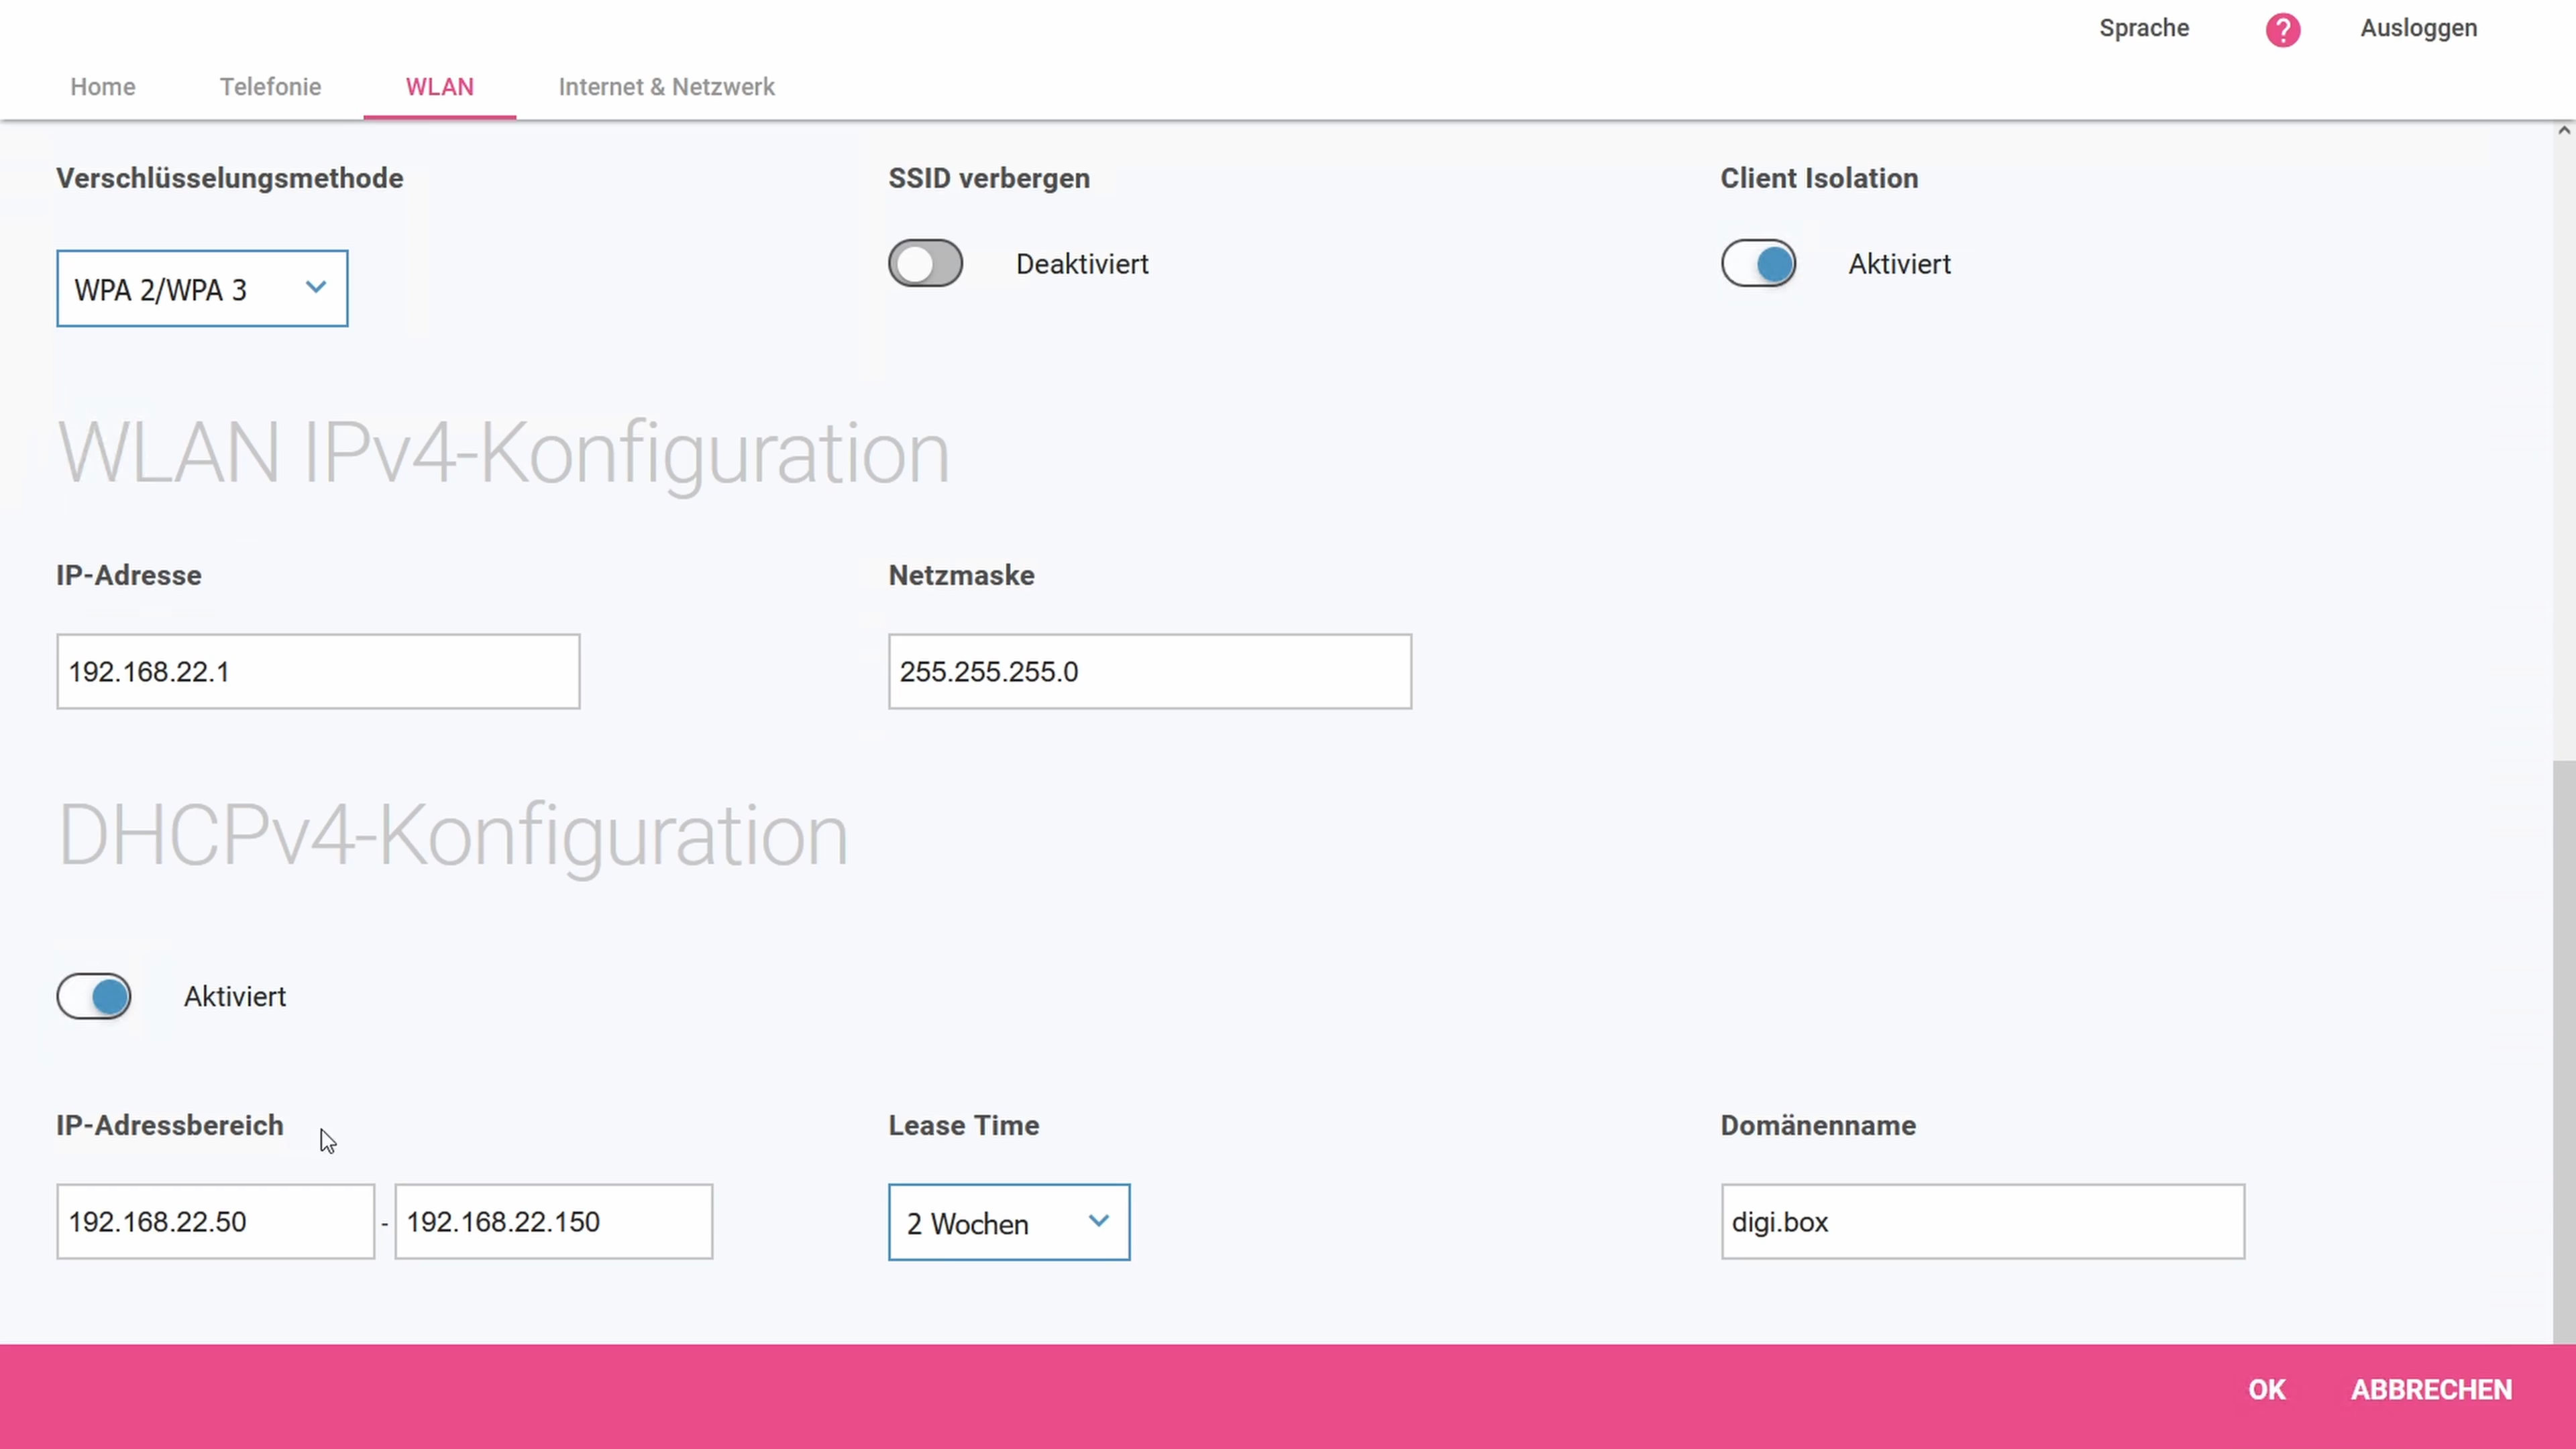 Sprache ? Ausloggen
Home Telefonie WLAN Internet & Netzwerk
Verschlüsselungsmethode SSID verbergen Client Isolation
WPA 2/WPA 3 Deaktiviert Aktiviert
WLAN IPv4-Konfiguration
IP-Adresse Netzmaske
192.168.22.1 255.255.255.0
DHCPv4-Konfiguration
Aktiviert
IP-Adressbereich Lease Time Domänenname
192.168.22.50 - 192.168.22.150 2 Wochen digi.box
OK ABBRECHEN